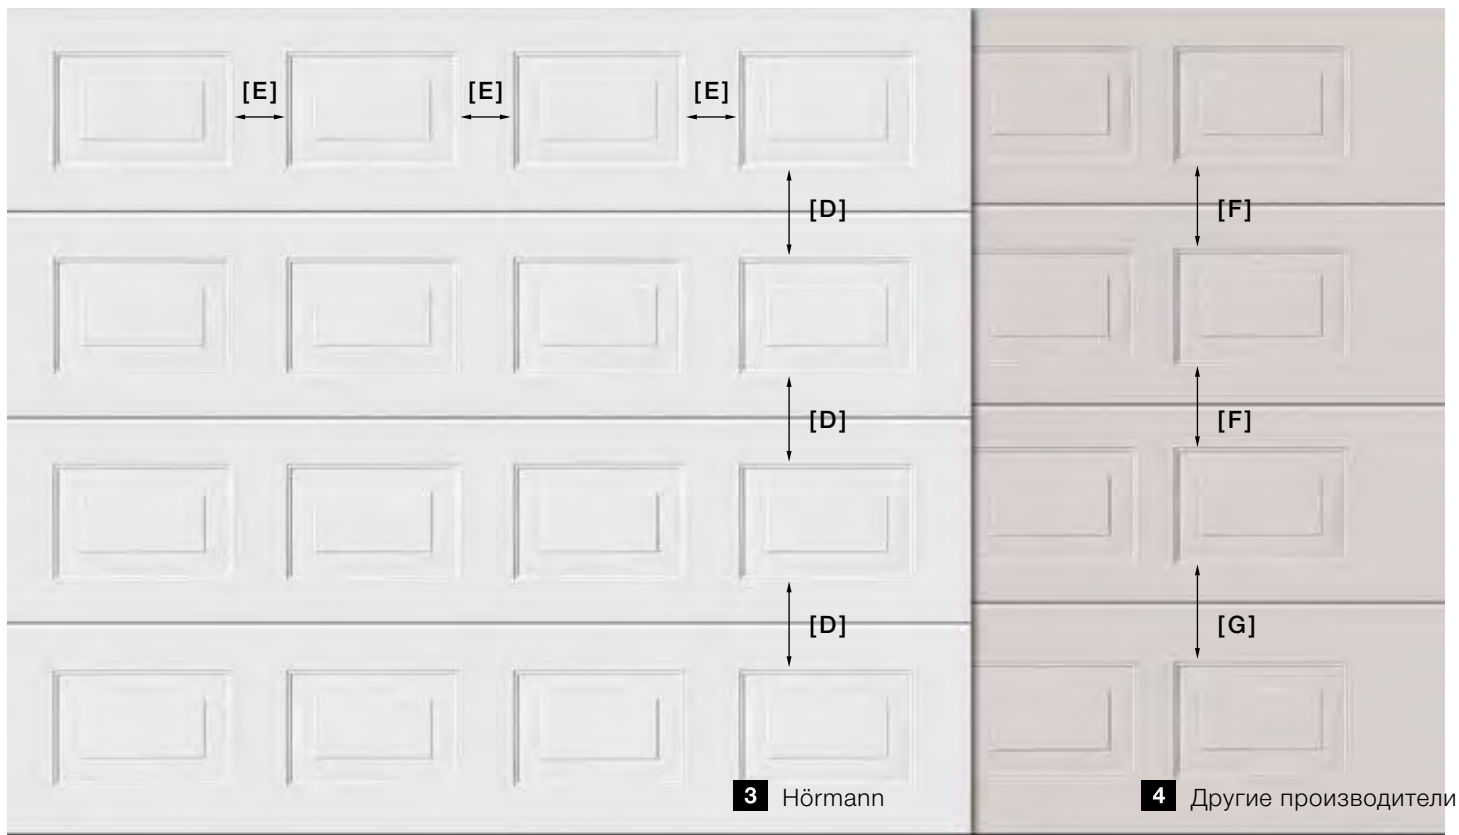 [E] [E] [E]
[D] [F]
[D] [F]
[D] [G]
3 Hörmann 4 Другие производители